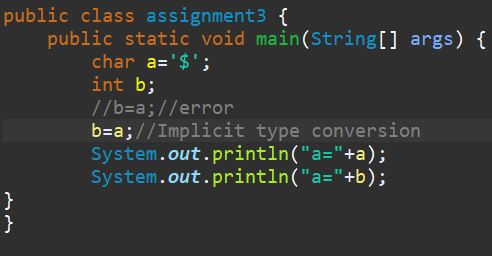 public class assignment3 {
    public static void main(String[] args) {
        char a='$';
        int b;
        //b=a;//error
        b=a;//Implicit type conversion
        System.out.println("a="+a);
        System.out.println("a="+b);
}
}